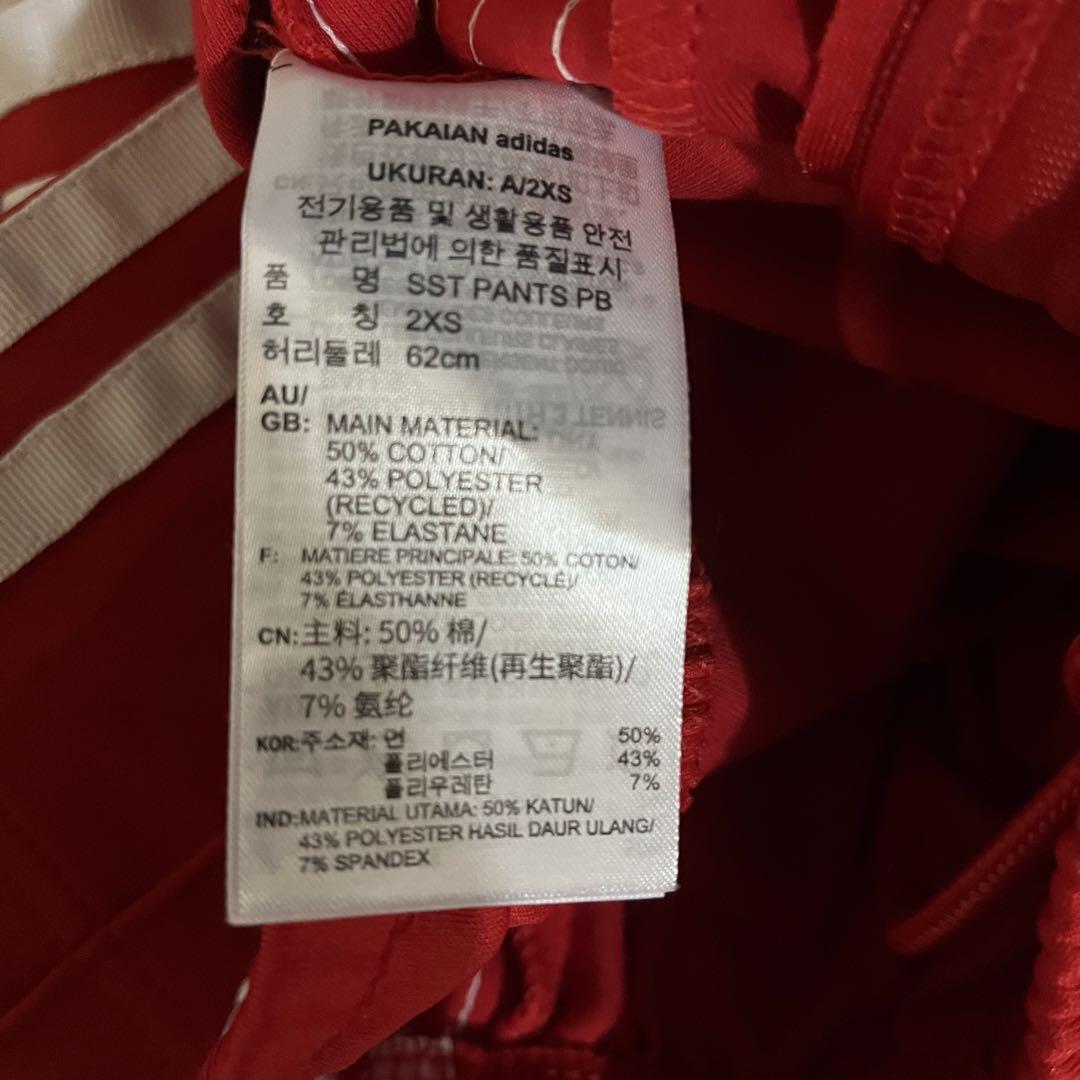 PAKAIAN adidas
UKURAN: A/2XS
전기용품 및 생활용품 안전
관리법에 의한 품질표시
품 명 SST PANTS PB
호 칭 2XS
허리둘레 62cm
AU/
GB: MAIN MATERIAL:
50% COTTON/
43% POLYESTER
(RECYCLED)/
7% ELASTANE
F: MATIERE PRINCIPALE: 50% COTON/
43% POLYESTER (RECYCLÉ)/
7% ÉLASTHANNE
CN: 主料: 50% 棉/
43% 聚酯纤维(再生聚酯)/
7% 氨纶
KOR: 주소재: 면 50%
폴리에스터 43%
폴리우레탄 7%
IND: MATERIAL UTAMA: 50% KATUN/
43% POLYESTER HASIL DAUR ULANG/
7% SPANDEX